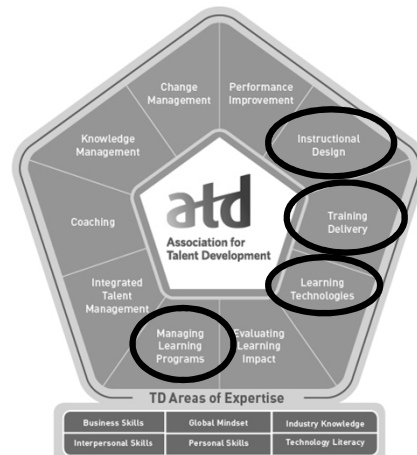 Change
Management
Performance
Improvement
Knowledge
Management
Instructional
Design
Coaching
atd
Association for
Talent Development
Training
Delivery
Integrated
Talent
Management
Learning
Technologies
Managing
Learning
Programs
Evaluating
Learning
Impact
TD Areas of Expertise
Business Skills
Global Mindset
Industry Knowledge
Interpersonal Skills
Personal Skills
Technology Literacy